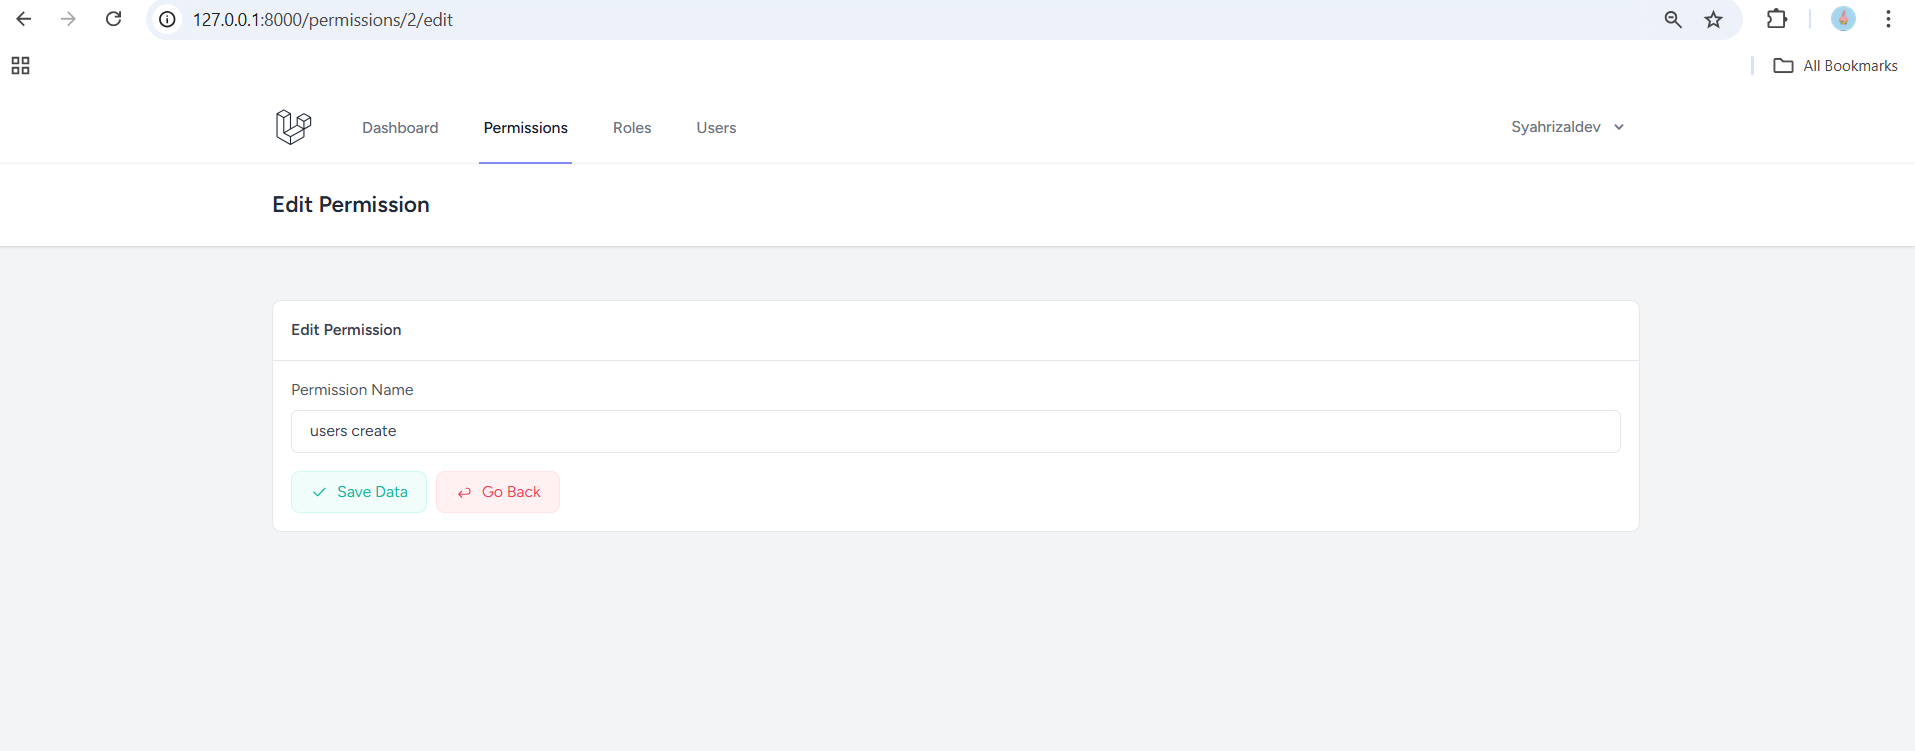 127.0.0.1:8000/permissions/2/edit
All Bookmarks
Dashboard Permissions Roles Users Syahrizaldev
Edit Permission
Edit Permission
Permission Name
users create
Save Data Go Back